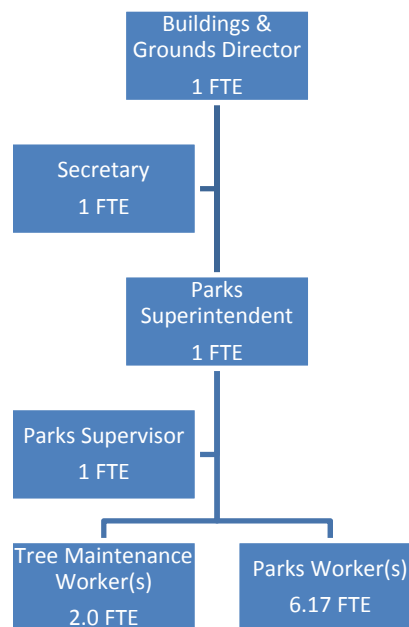 Buildings &
Grounds Director
1 FTE
Secretary
1 FTE
Parks
Superintendent
1 FTE
Parks Supervisor
1 FTE
Tree Maintenance
Worker(s)
2.0 FTE
Parks Worker(s)
6.17 FTE